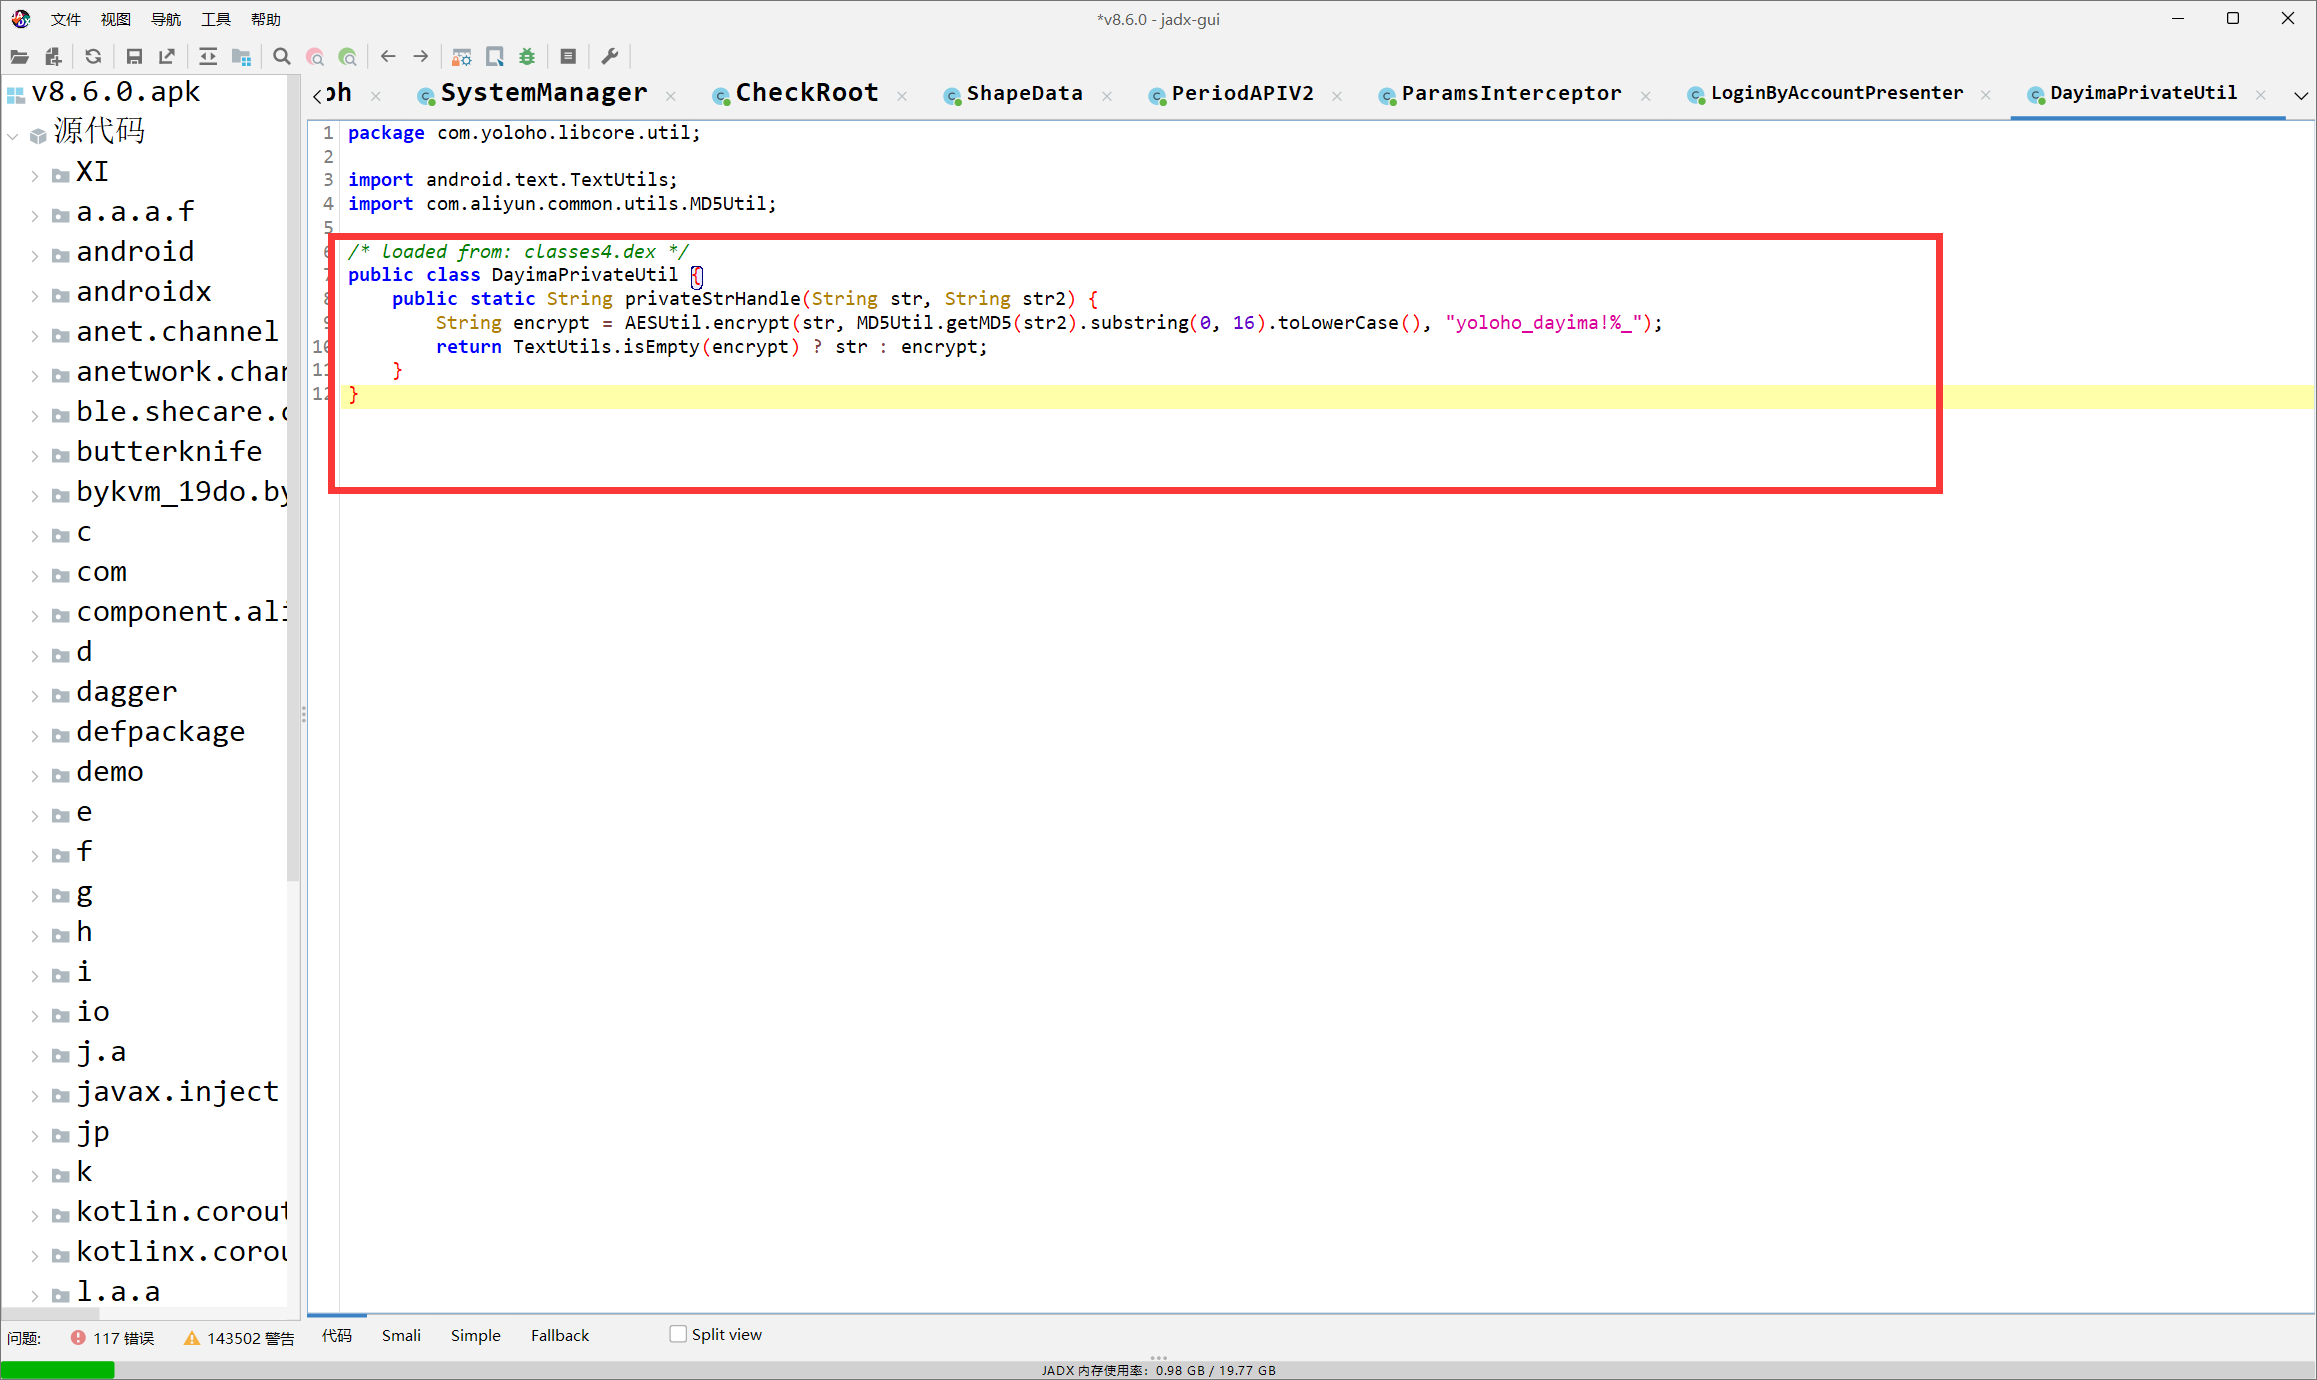 *v8.6.0 - jadx-gui
文件 视图 导航 工具 帮助
v8.6.0.apk
源代码
XI
a.a.a.f
android
androidx
anet.channel
anetwork.char
ble.shecare.c
butterknife
bykvm_19do.by
c
com
component.ali
d
dagger
defpackage
demo
e
f
g
h
i
io
j.a
javax.inject
jp
k
kotlin.corout
kotlinx.corou
l.a.a
ph SystemManager CheckRoot ShapeData PeriodAPIV2 ParamsInterceptor LoginByAccountPresenter DayimaPrivateUtil
1 package com.yoloho.libcore.util;
2
3 import android.text.TextUtils;
4 import com.aliyun.common.utils.MD5Util;
5
6 /* loaded from: classes4.dex */
7 public class DayimaPrivateUtil {
8 public static String privateStrHandle(String str, String str2) {
9 String encrypt = AESUtil.encrypt(str, MD5Util.getMD5(str2).substring(0, 16).toLowerCase(), "yoloho_dayima!%_");
10 return TextUtils.isEmpty(encrypt) ? str : encrypt;
11 }
12 }
问题: 117 错误 143502 警告
代码 Smali Simple Fallback Split view
JADX 内存使用率: 0.98 GB / 19.77 GB